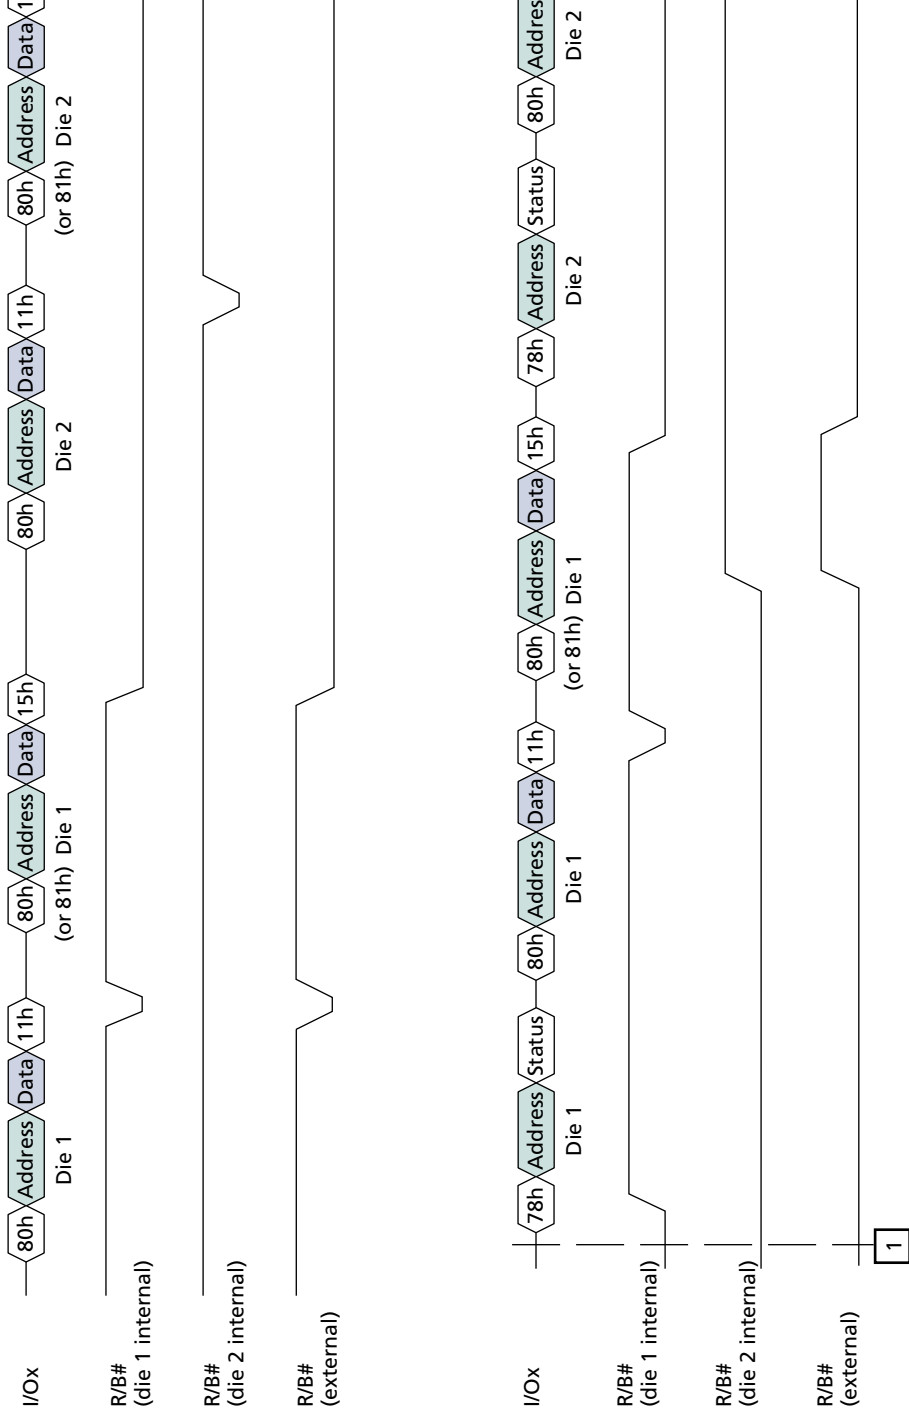 I/Ox 80h Address Data 11h 80h Address Data 15h 80h Address Data 11h 80h Address Data
Die 1 (or 81h) Die 1 Die 2 (or 81h) Die 2
R/B#
(die 1 internal)
R/B#
(die 2 internal)
R/B#
(external)
I/Ox 78h Address Status 80h Address Data 11h 80h Address Data 15h 78h Address Status 80h Addres
Die 1 Die 1 (or 81h) Die 1 Die 2 Die 2
R/B#
(die 1 internal)
R/B#
(die 2 internal)
R/B#
(external)
1